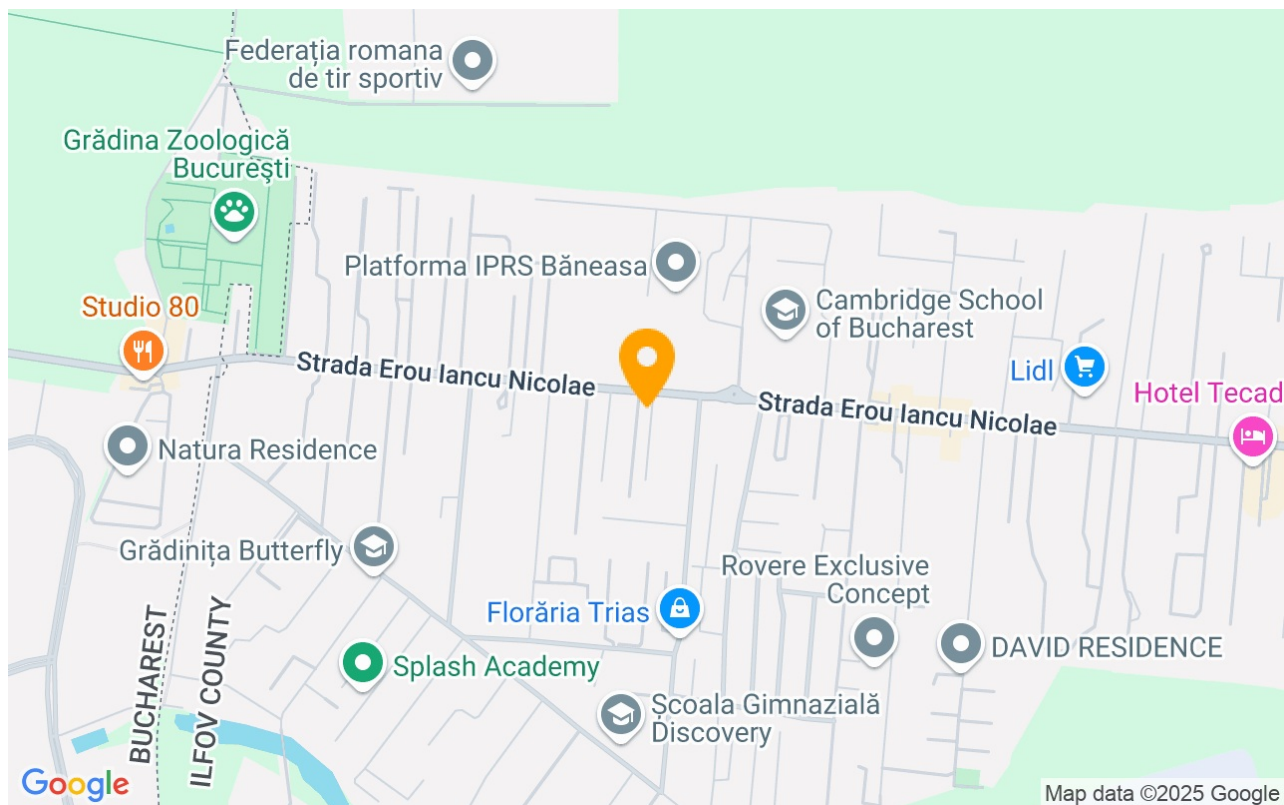 Federația romana
de tir sportiv
Grădina Zoologică
București
Platforma IPRS Băneasa
Cambridge School
of Bucharest
Studio 80
Strada Erou Iancu Nicolae
Lidl
Strada Erou Iancu Nicolae
Hotel Tecad
Natura Residence
Grădinița Butterfly
Rovere Exclusive
Concept
Florăria Trias
DAVID RESIDENCE
BUCHAREST
ILFOV COUNTY
Splash Academy
Școala Gimnazială
Discovery
Google
Map data ©2025 Google